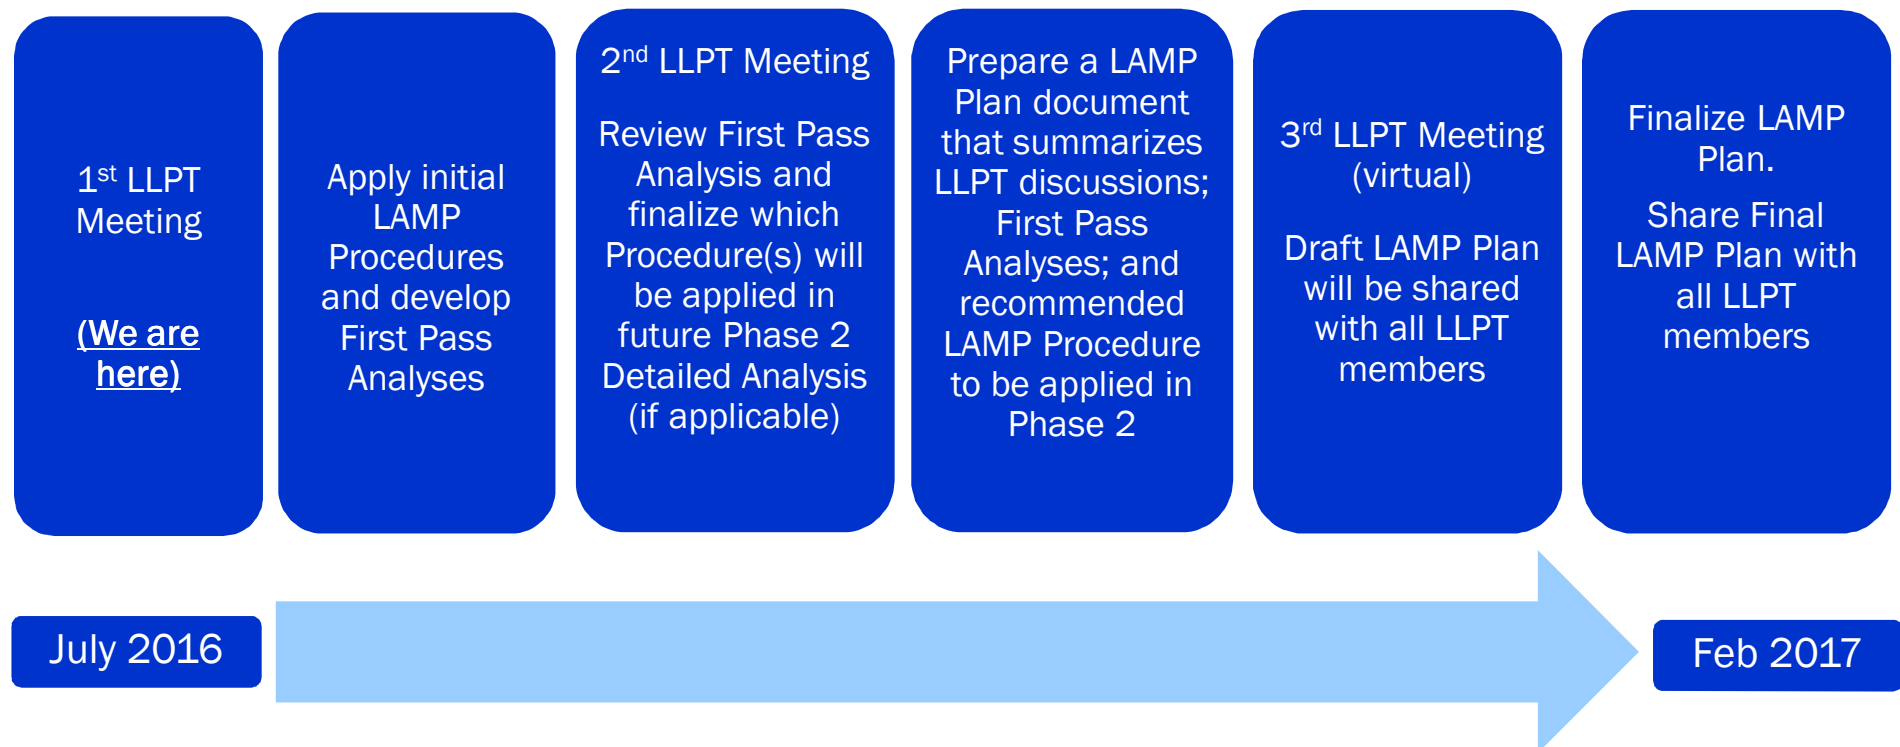 1st LLPT
Meeting
(We are
here)
Apply initial
LAMP
Procedures
and develop
First Pass
Analyses
2nd LLPT Meeting
Review First Pass
Analysis and
finalize which
Procedure(s) will
be applied in
future Phase 2
Detailed Analysis
(if applicable)
Prepare a LAMP
Plan document
that summarizes
LLPT discussions;
First Pass
Analyses; and
recommended
LAMP Procedure
to be applied in
Phase 2
3rd LLPT Meeting
(virtual)
Draft LAMP Plan
will be shared
with all LLPT
members
Finalize LAMP
Plan.
Share Final
LAMP Plan with
all LLPT
members
July 2016
Feb 2017